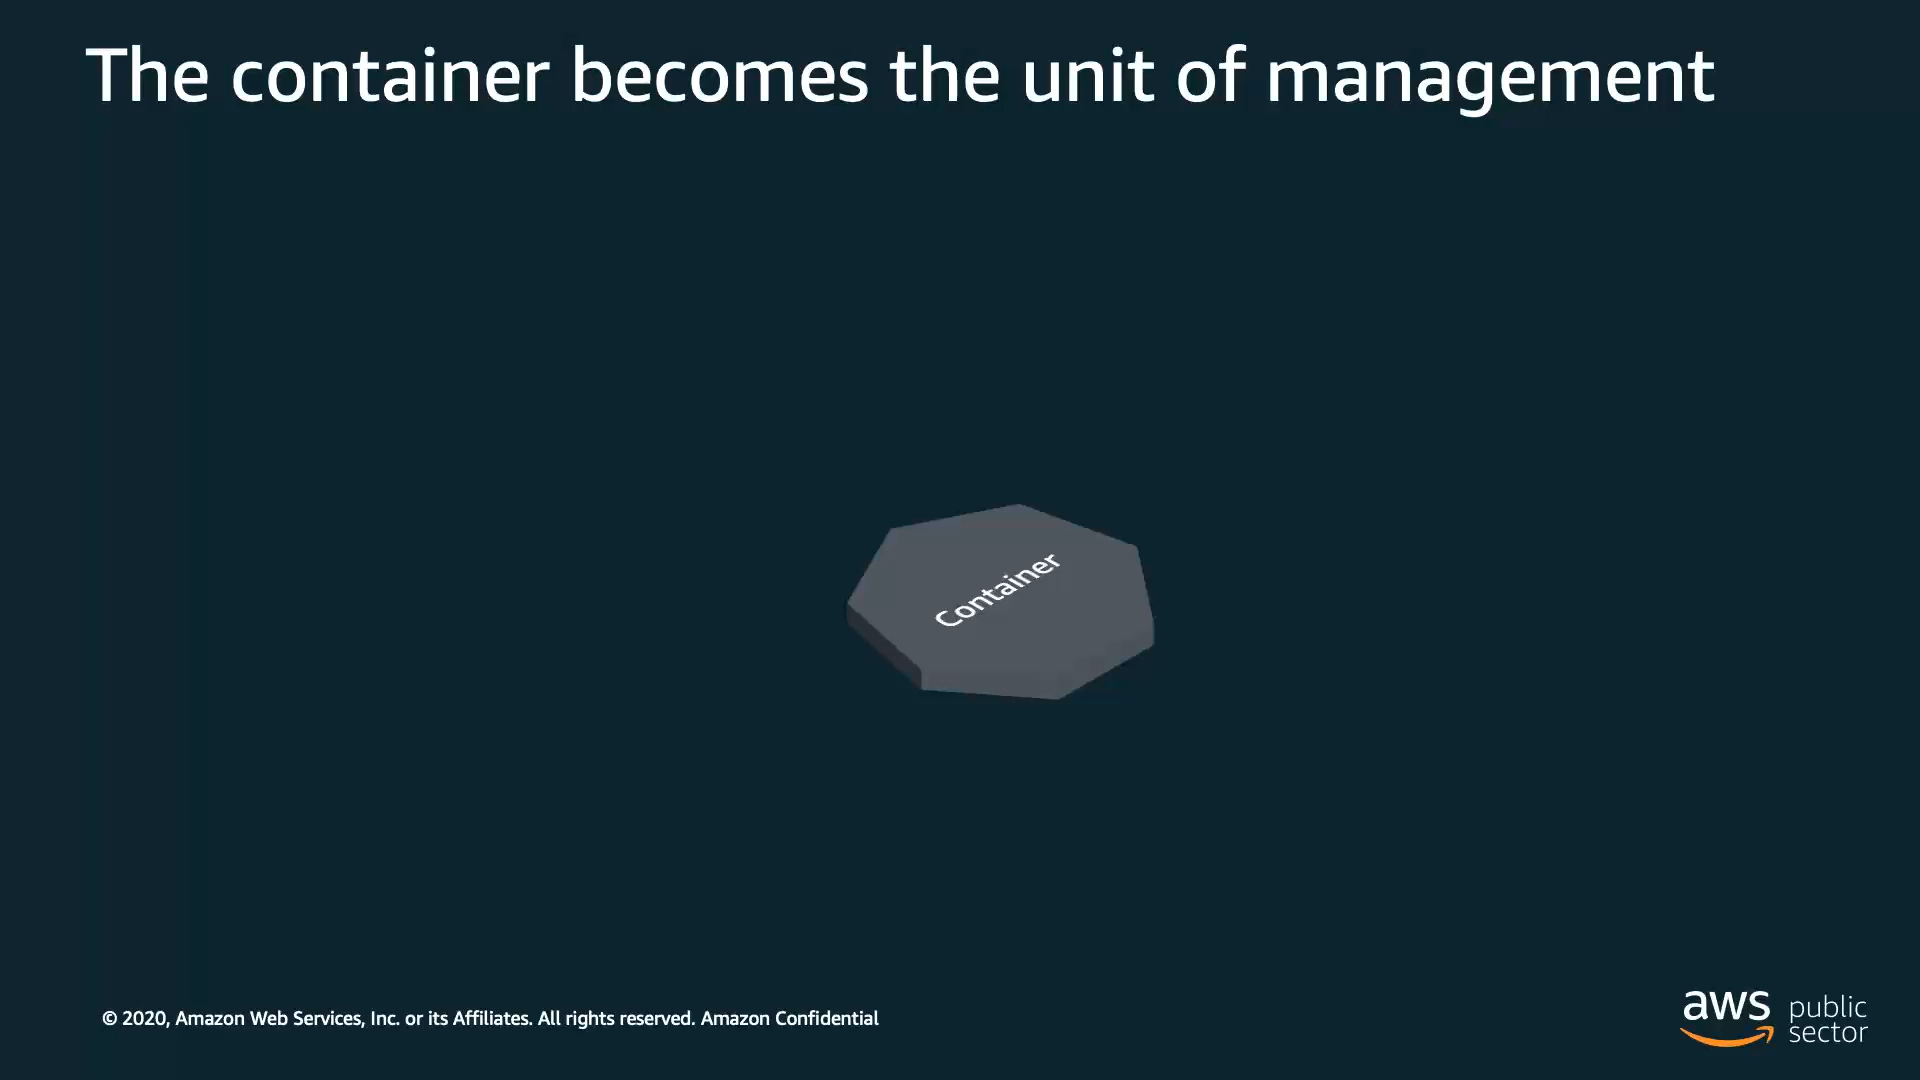 The container becomes the unit of management
Container
© 2020, Amazon Web Services, Inc. or its Affiliates. All rights reserved. Amazon Confidential
aws public
sector